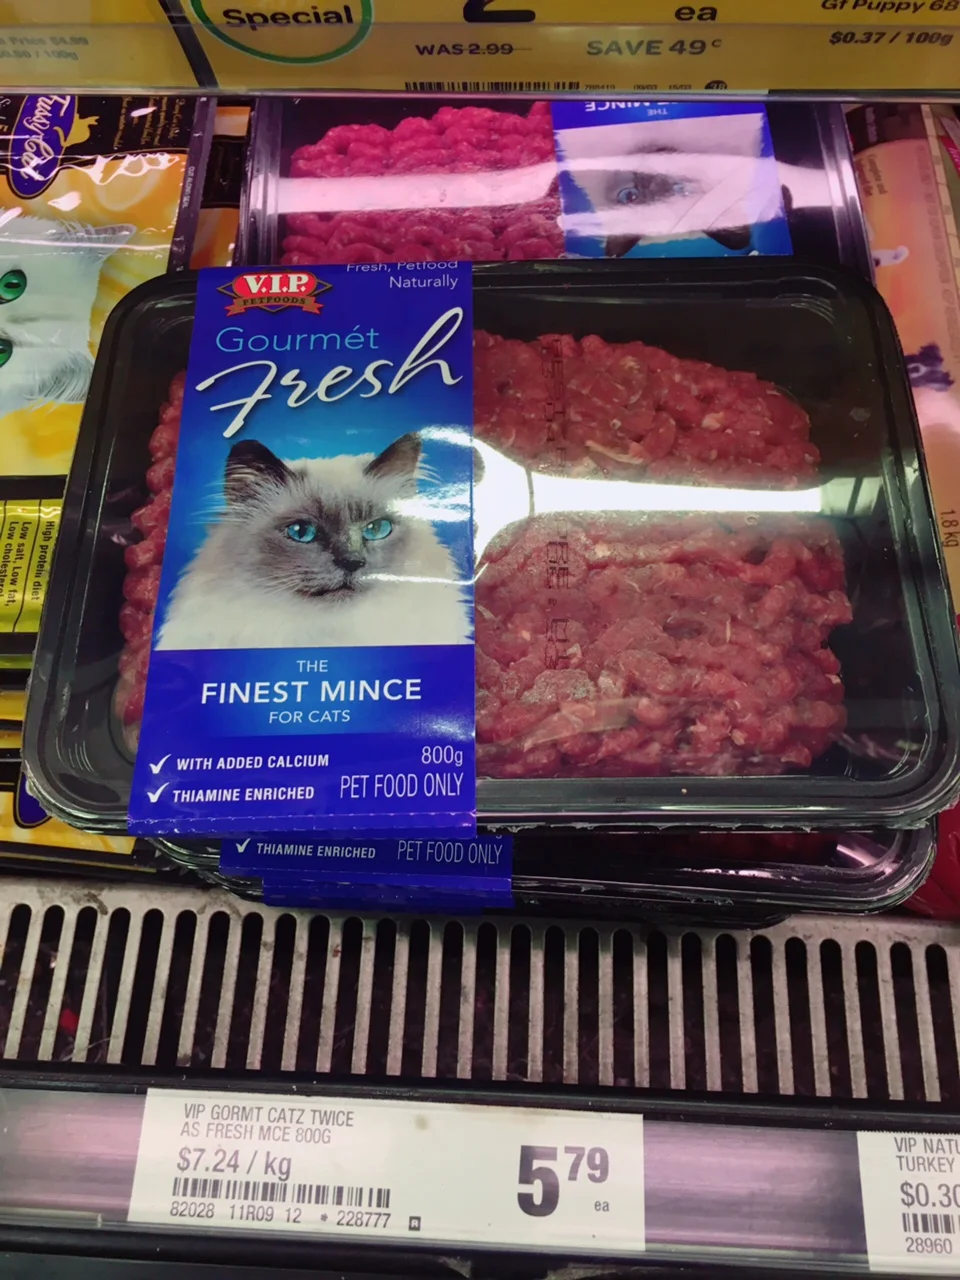 Special
ea
Gf Puppy 68
WAS 2.99
SAVE 49c
$0.37 / 100g
Fussy Cat
MINCE
THE
V.I.P.
PETFOODS
Fresh, Petfood
Naturally
Gourmét
Fresh
THE
FINEST MINCE
FOR CATS
✓ WITH ADDED CALCIUM
800g
✓ THIAMINE ENRICHED
PET FOOD ONLY
✓ THIAMINE ENRICHED
PET FOOD ONLY
High protein diet
Low salt, Low fat,
Low cholesterol,
1.8 kg
VIP GORMT CATZ TWICE
AS FRESH MCE 800G
$7.24 / kg
82028 11R09 12 * 228777
579
ea
VIP NATU
TURKEY
$0.30
28960